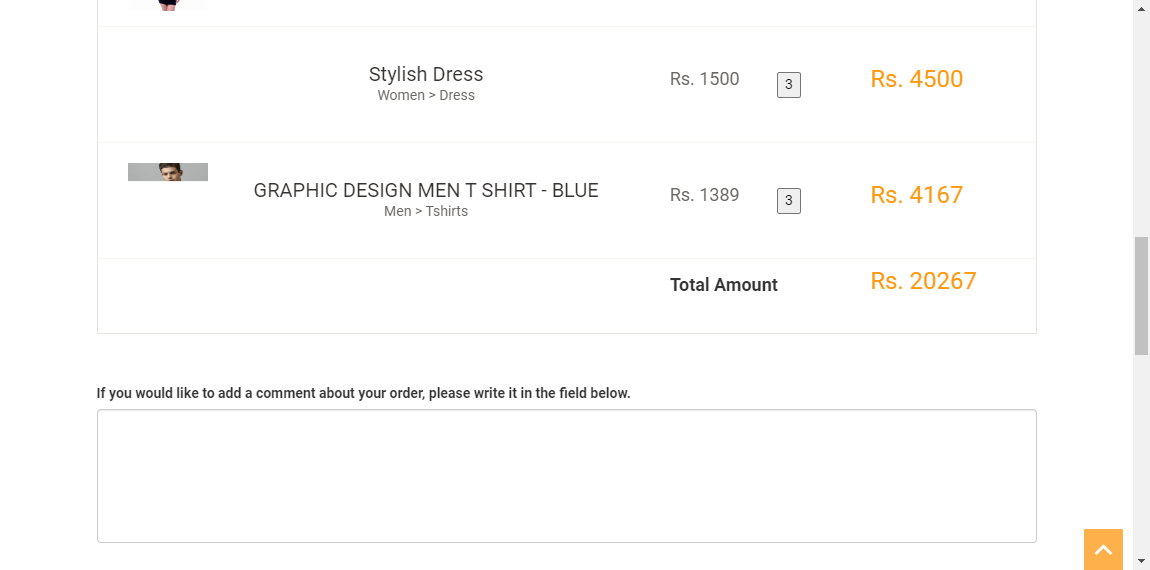 Stylish Dress
Women > Dress
Rs. 1500
3
Rs. 4500
GRAPHIC DESIGN MEN T SHIRT - BLUE
Men > Tshirts
Rs. 1389
3
Rs. 4167
Total Amount
Rs. 20267
If you would like to add a comment about your order, please write it in the field below.